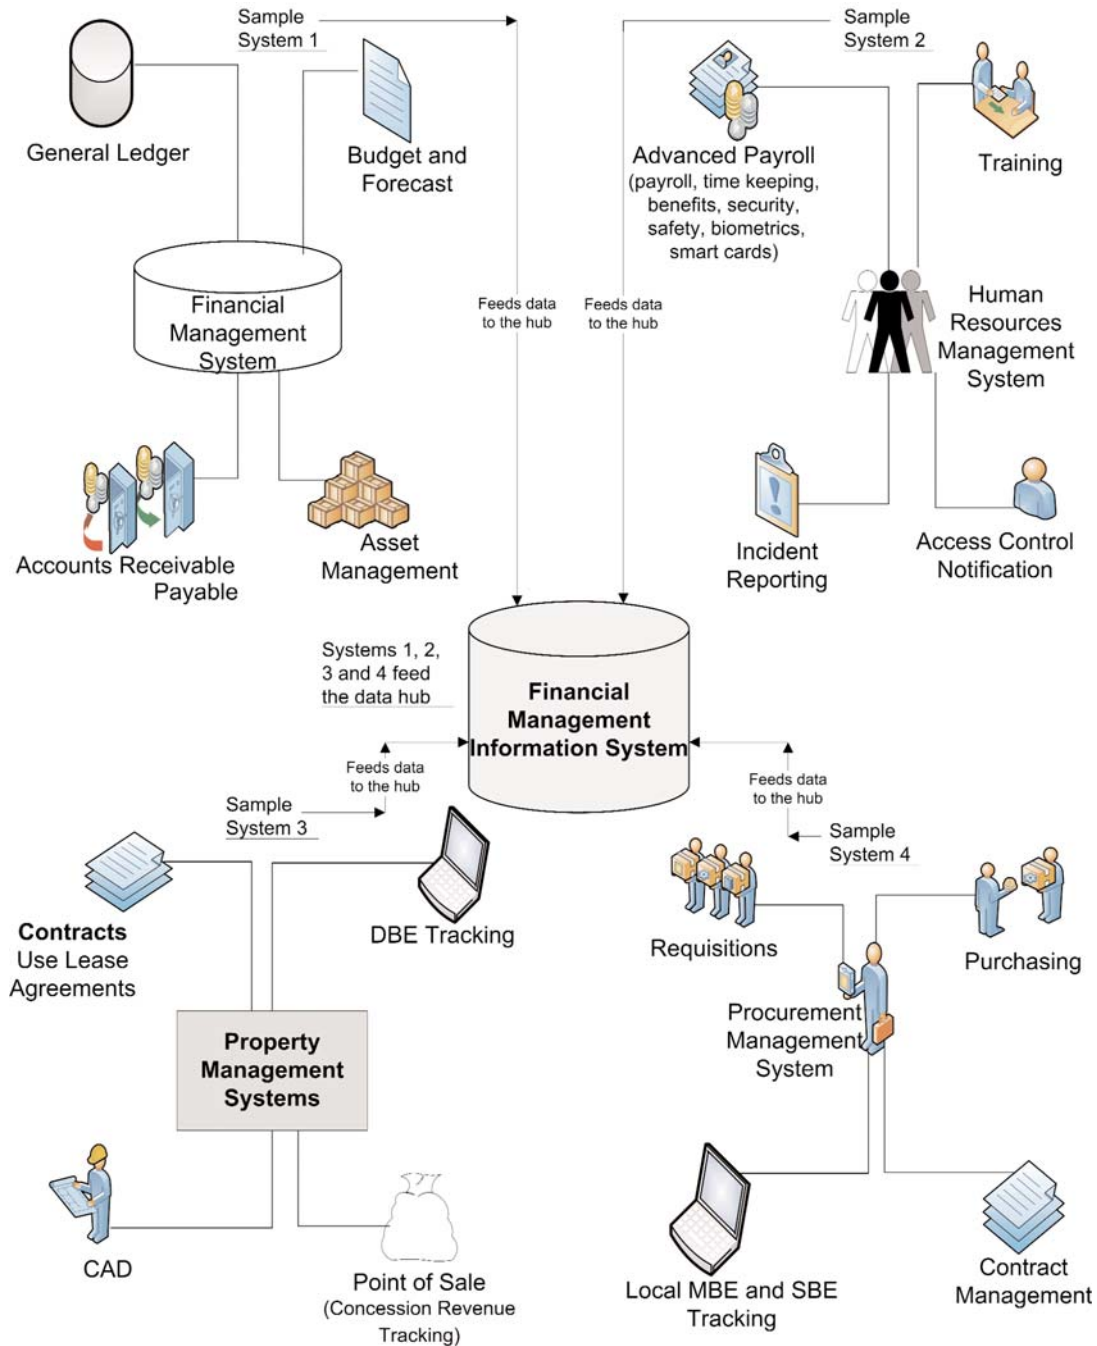 Sample
System 1
Sample
System 2
General Ledger
Budget and
Forecast
Advanced Payroll
(payroll, time keeping,
benefits, security,
safety, biometrics,
smart cards)
Training
Financial
Management
System
Feeds data
to the hub
Feeds data
to the hub
Human
Resources
Management
System
Accounts Receivable
Payable
Asset
Management
Incident
Reporting
Access Control
Notification
Systems 1, 2,
3 and 4 feed
the data hub
Financial
Management
Information System
Feeds data
to the hub
Feeds data
to the hub
Sample
System 3
Sample
System 4
Contracts
Use Lease
Agreements
DBE Tracking
Requisitions
Purchasing
Property
Management
Systems
Procurement
Management
System
CAD
Point of Sale
(Concession Revenue
Tracking)
Local MBE and SBE
Tracking
Contract
Management